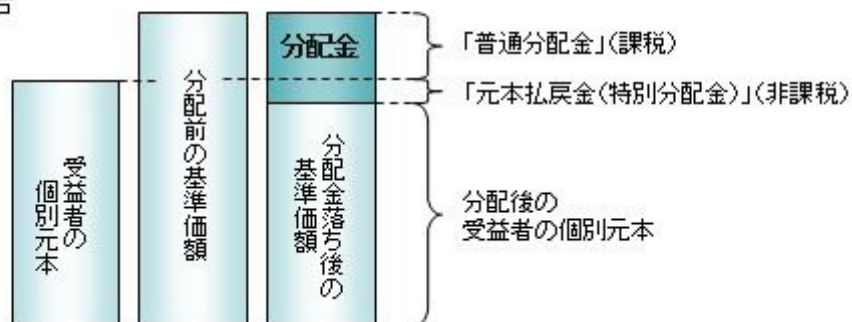 分配金
「普通分配金」(課税)
「元本払戻金(特別分配金)」(非課税)
受益者の
個別元本
分配前の基準価額
分配金落ち後の
基準価額
分配後の
受益者の個別元本